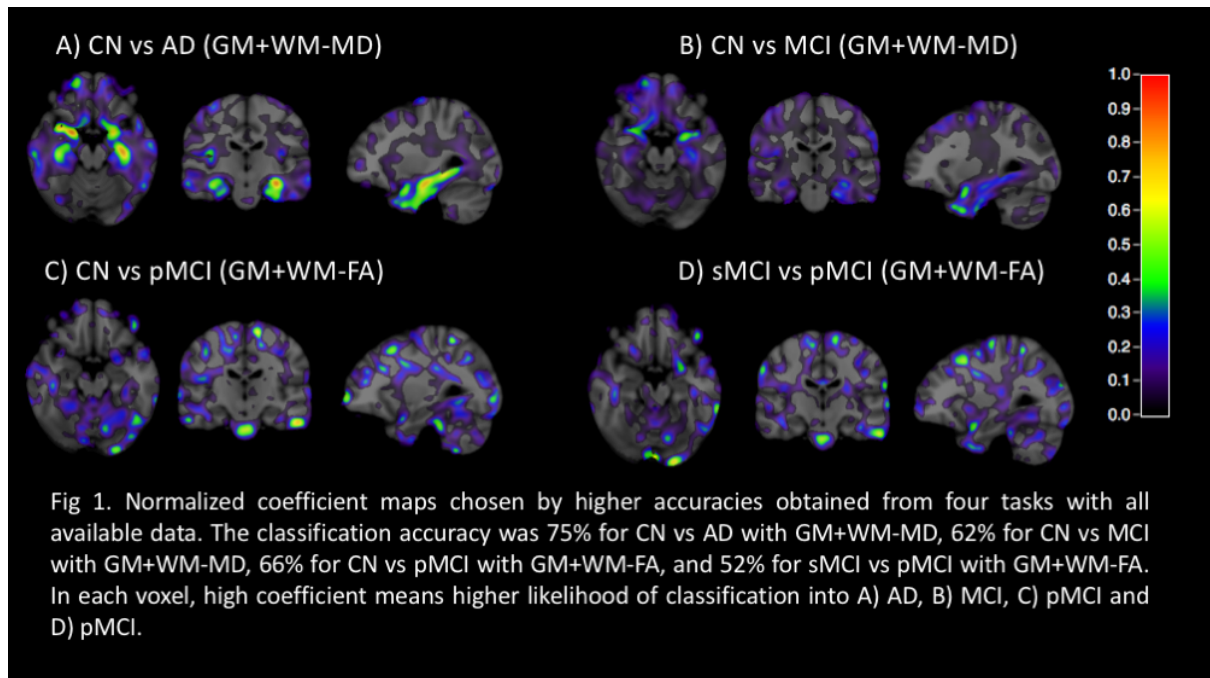 A) CN vs AD (GM+WM-MD)
B) CN vs MCI (GM+WM-MD)
1.0
0.9
0.8
0.7
0.6
0.5
0.4
0.3
0.2
0.1
0.0
C) CN vs pMCI (GM+WM-FA)
D) sMCI vs pMCI (GM+WM-FA)
Fig 1. Normalized coefficient maps chosen by higher accuracies obtained from four tasks with all
available data. The classification accuracy was 75% for CN vs AD with GM+WM-MD, 62% for CN vs MCI
with GM+WM-MD, 66% for CN vs pMCI with GM+WM-FA, and 52% for sMCI vs pMCI with GM+WM-FA.
In each voxel, high coefficient means higher likelihood of classification into A) AD, B) MCI, C) pMCI and
D) pMCI.